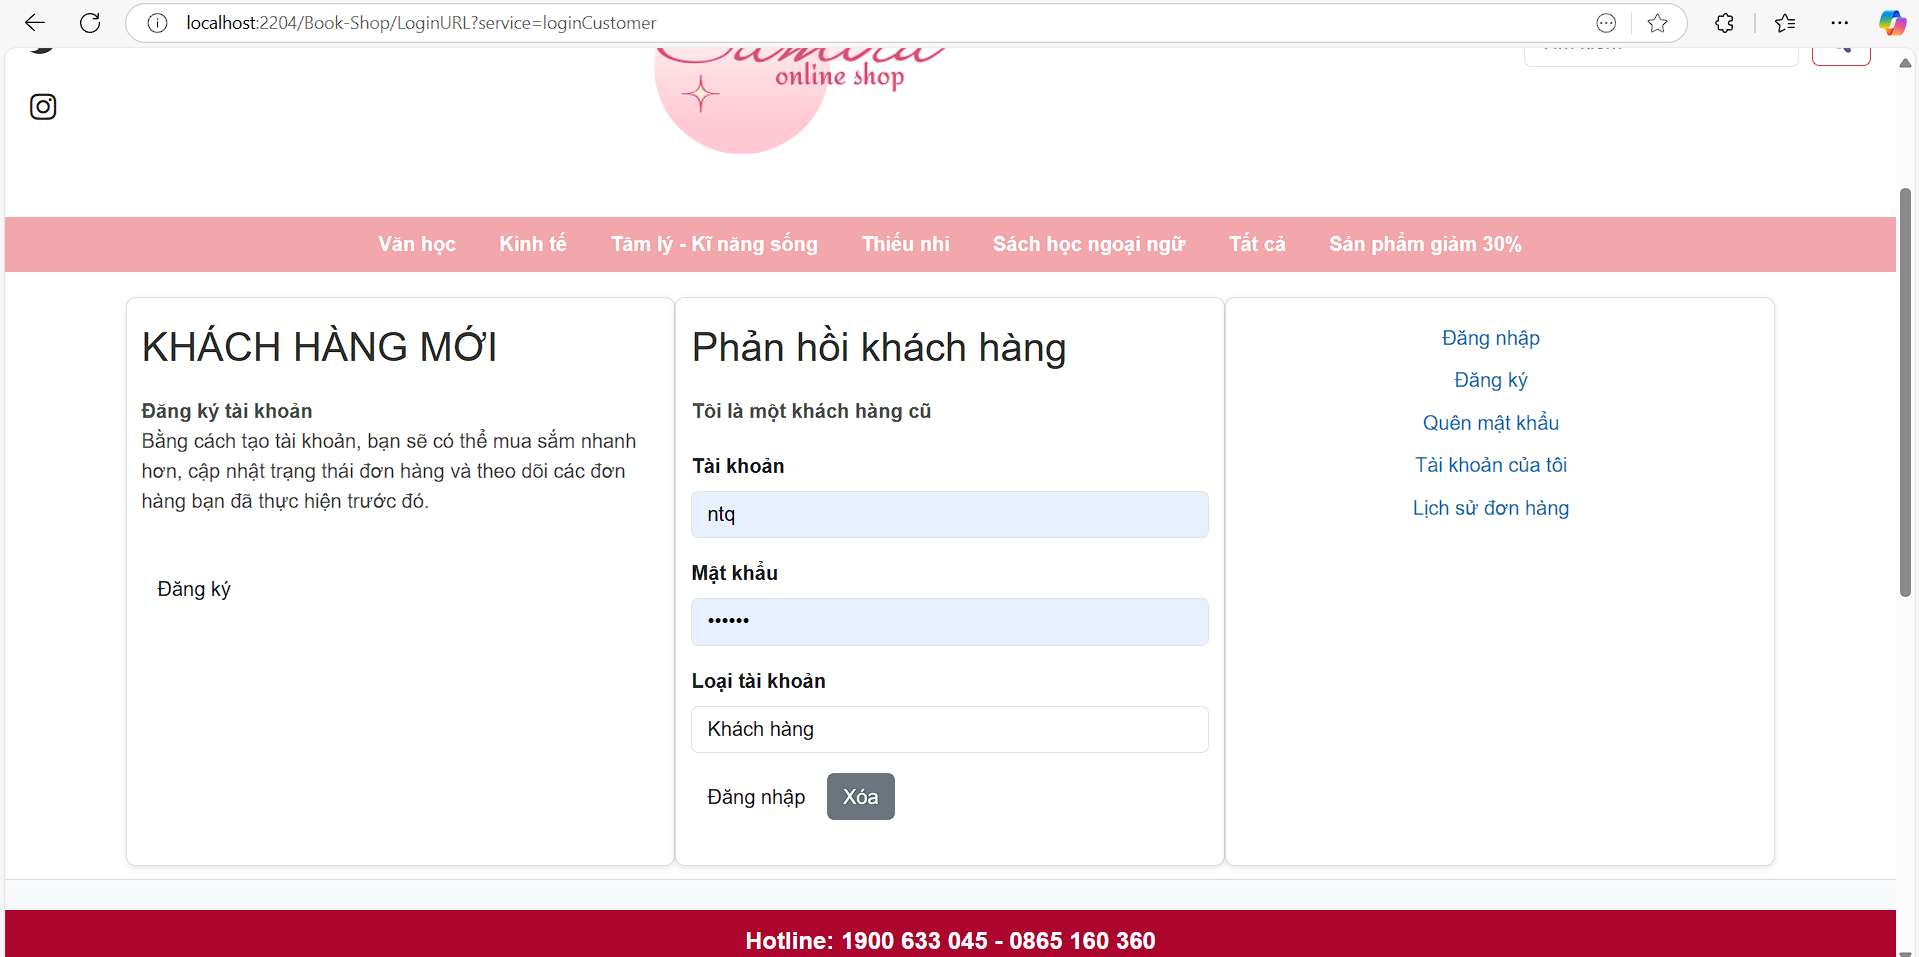 localhost:2204/Book-Shop/LoginURL?service=loginCustomer
online shop
Văn học Kinh tế Tâm lý - Kĩ năng sống Thiếu nhi Sách học ngoại ngữ Tất cả Sản phẩm giảm 30%
KHÁCH HÀNG MỚI
Đăng ký tài khoản
Bằng cách tạo tài khoản, bạn sẽ có thể mua sắm nhanh
hơn, cập nhật trạng thái đơn hàng và theo dõi các đơn
hàng bạn đã thực hiện trước đó.
Đăng ký
Phản hồi khách hàng
Tôi là một khách hàng cũ
Tài khoản
ntq
Mật khẩu
••••••
Loại tài khoản
Khách hàng
Đăng nhập Xóa
Đăng nhập
Đăng ký
Quên mật khẩu
Tài khoản của tôi
Lịch sử đơn hàng
Hotline: 1900 633 045 - 0865 160 360